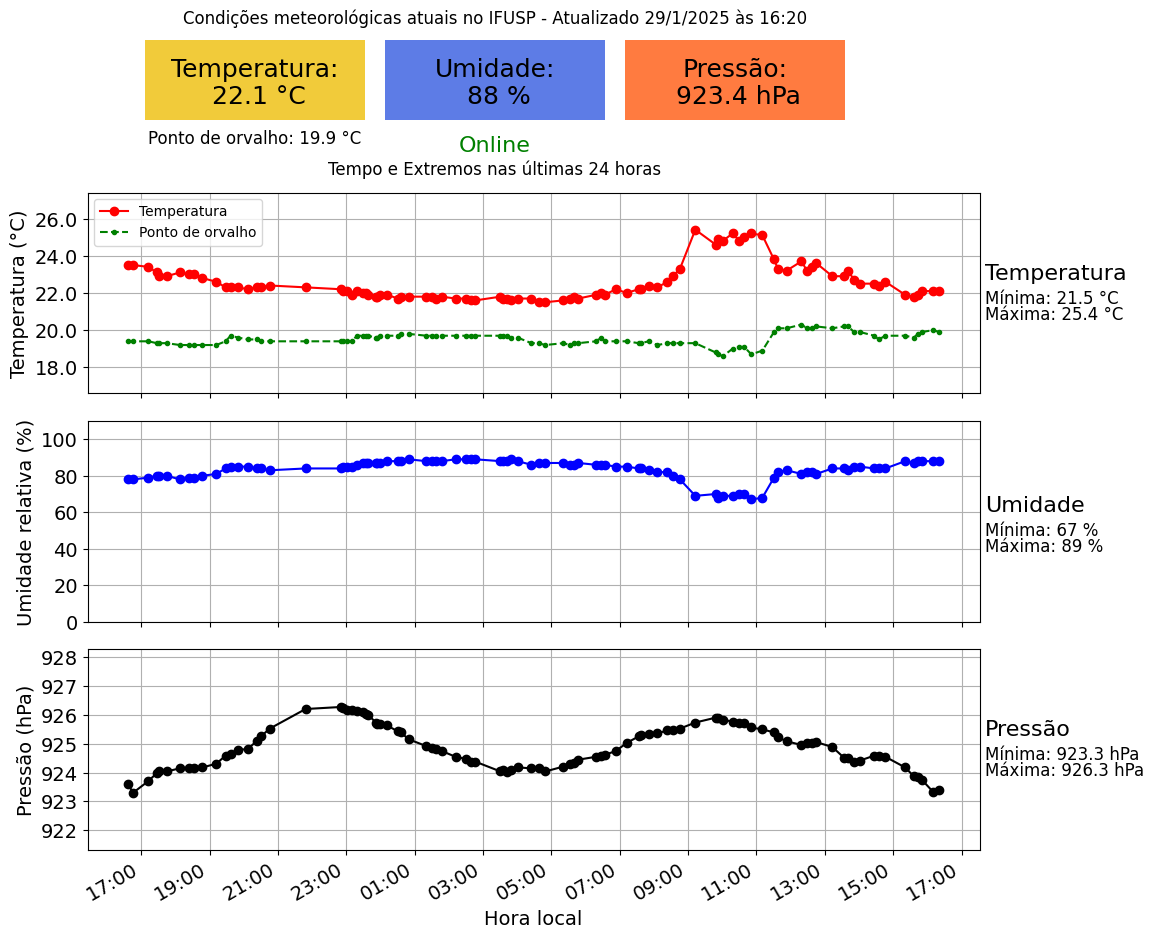 Condições meteorológicas atuais no IFUSP - Atualizado 29/1/2025 às 16:20
Temperatura:
22.1 °C
Umidade:
88 %
Pressão:
923.4 hPa
Ponto de orvalho: 19.9 °C
Online
Tempo e Extremos nas últimas 24 horas
Temperatura (°C)
26.0
24.0
22.0
20.0
18.0
Temperatura
Ponto de orvalho
Temperatura
Mínima: 21.5 °C
Máxima: 25.4 °C
Umidade relativa (%)
100
80
60
40
20
0
Umidade
Mínima: 67 %
Máxima: 89 %
Pressão (hPa)
928
927
926
925
924
923
922
Pressão
Mínima: 923.3 hPa
Máxima: 926.3 hPa
17:00
19:00
21:00
23:00
01:00
03:00
05:00
07:00
09:00
11:00
13:00
15:00
17:00
Hora local